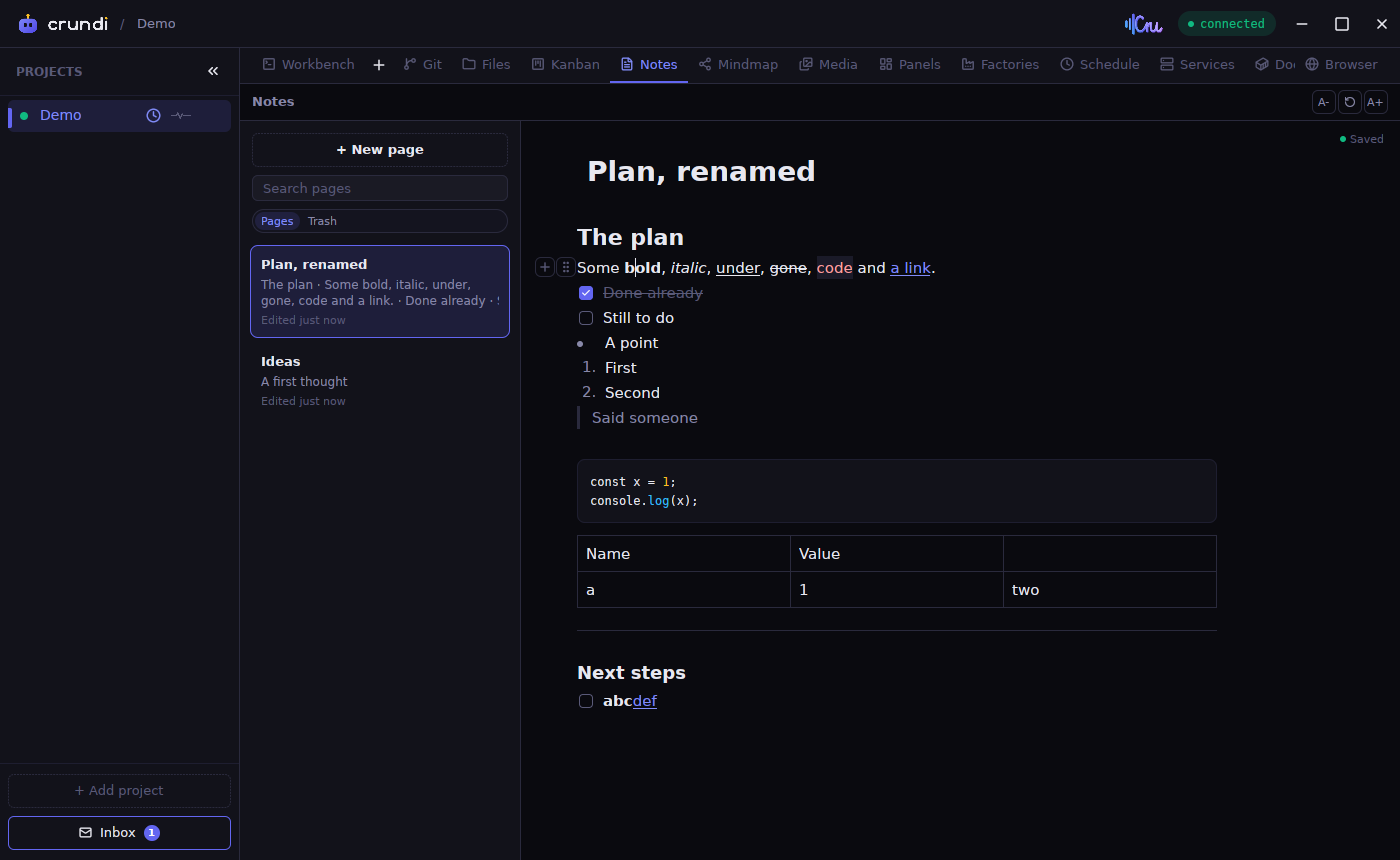 crundi / Demo
Cru
connected
PROJECTS
Workbench
Git
Files
Kanban
Notes
Mindmap
Media
Panels
Factories
Schedule
Services
Browser
Demo
Notes
A-
A+
+ New page
Search pages
Pages
Trash
Plan, renamed
The plan · Some bold, italic, under,
gone, code and a link. · Done already ·
Edited just now
Ideas
A first thought
Edited just now
Saved
Plan, renamed
The plan
Some bold, italic, under, gone, code and a link.
Done already
Still to do
A point
1. First
2. Second
Said someone
const x = 1;
console.log(x);
Name Value
a 1 two
Next steps
abcdef
+ Add project
Inbox 1